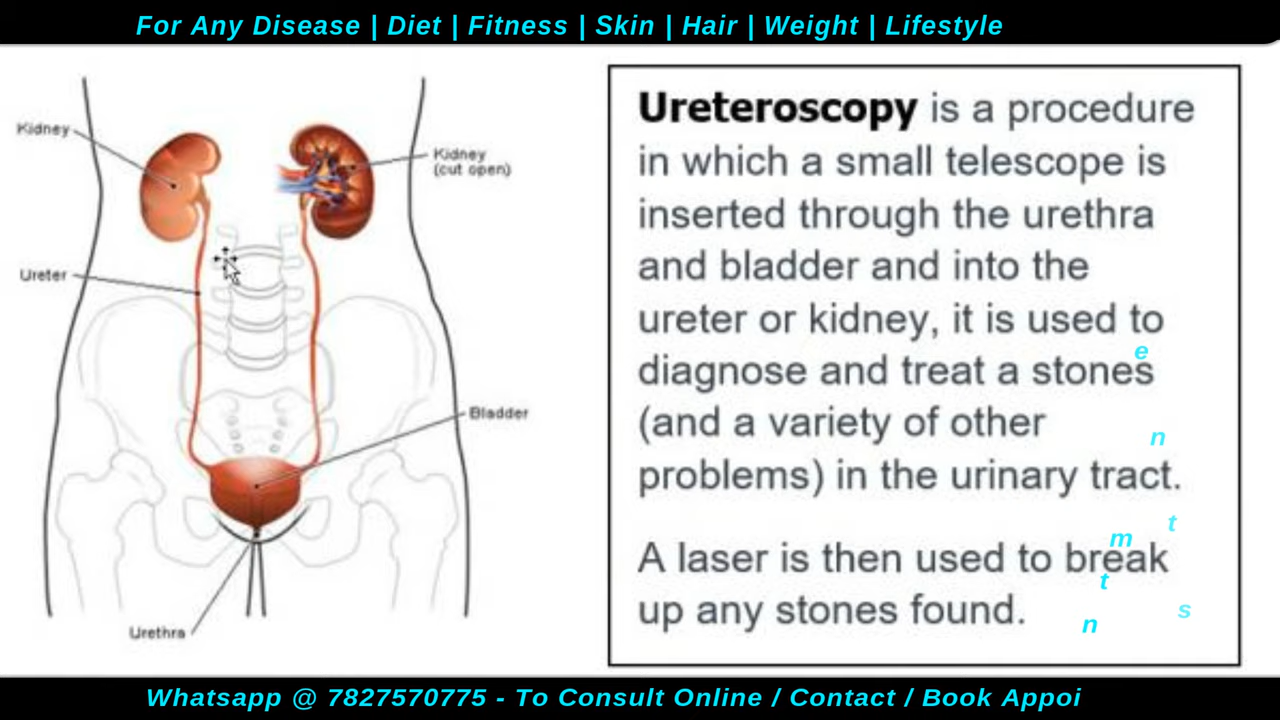 For Any Disease | Diet | Fitness | Skin | Hair | Weight | Lifestyle
Kidney
Kidney
(cut open)
Ureter
Bladder
Urethra
Ureteroscopy is a procedure
in which a small telescope is
inserted through the urethra
and bladder and into the
ureter or kidney, it is used to
diagnose and treat a stones
(and a variety of other
problems) in the urinary tract.
A laser is then used to break
up any stones found.
e
n
t
m
t
s
n
Whatsapp @ 7827570775 - To Consult Online / Contact / Book Appoi